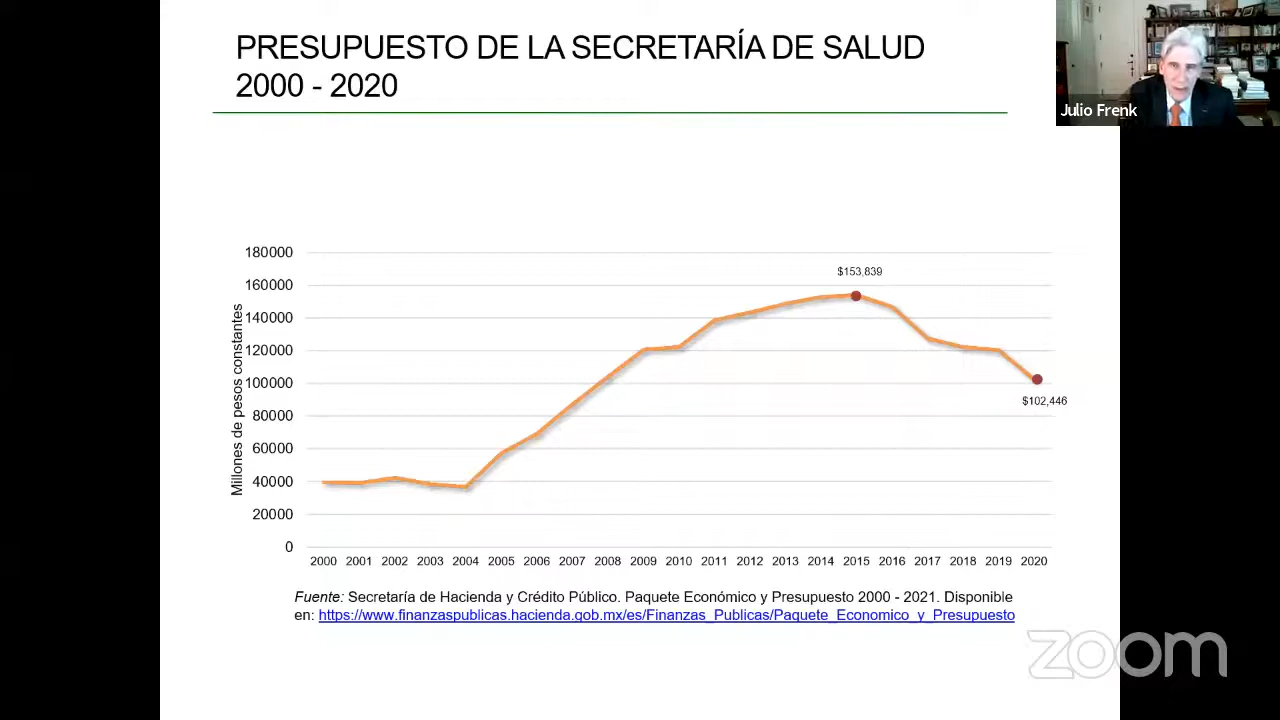 PRESUPUESTO DE LA SECRETARÍA DE SALUD
2000 - 2020
Julio Frenk
Millones de pesos constantes
180000
160000
140000
120000
100000
80000
60000
40000
20000
0
$153,839
$102,446
2000 2001 2002 2003 2004 2005 2006 2007 2008 2009 2010 2011 2012 2013 2014 2015 2016 2017 2018 2019 2020
Fuente: Secretaría de Hacienda y Crédito Público. Paquete Económico y Presupuesto 2000 - 2021. Disponible
en: https://www.finanzaspublicas.hacienda.gob.mx/es/Finanzas_Publicas/Paquete_Economico_y_Presupuesto
zoom